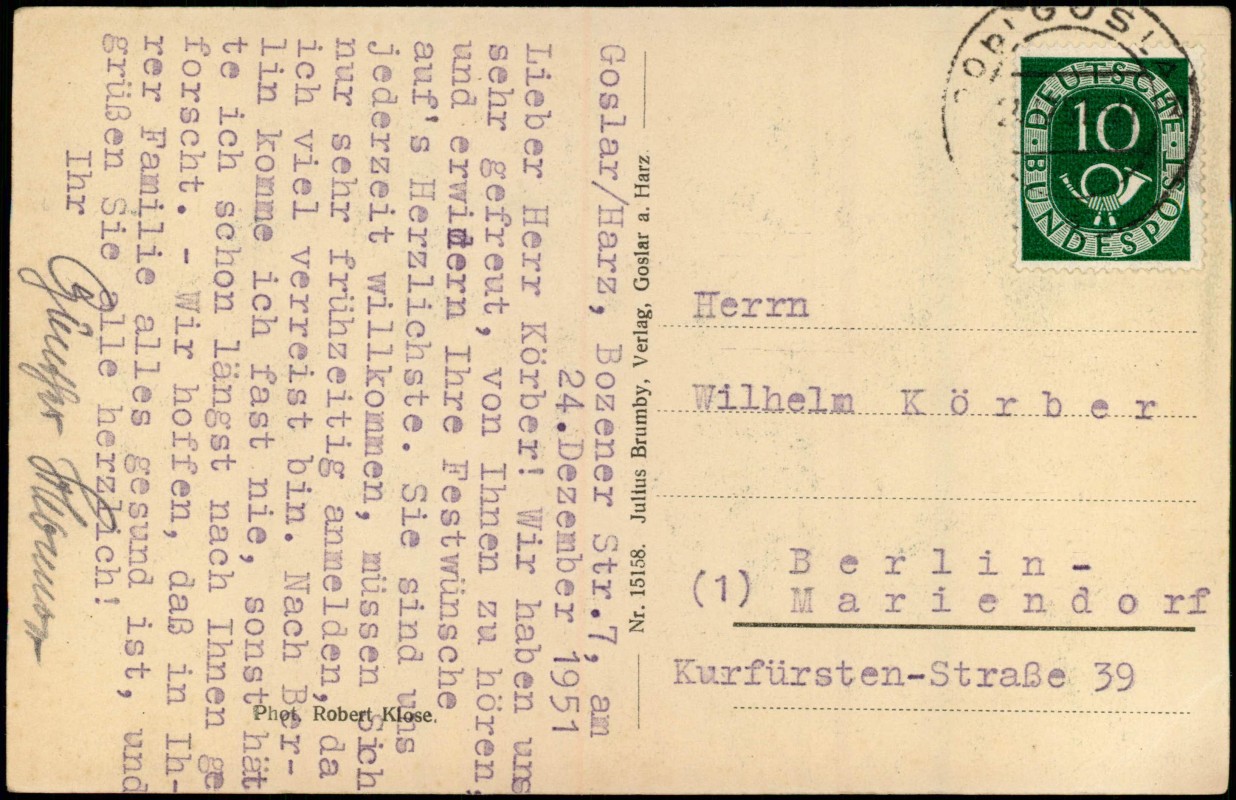 Goslar/Harz, Bozener Str.7, am
24.Dezember 1951
Lieber Herr Körber! Wir haben uns
sehr gefreut, von Ihnen zu hören,
und erwidern Ihre Festwünsche
auf's Herzlichste. Sie sind uns
jederzeit willkommen, müssen Sich
nur sehr frühzeitig anmelden, da
ich viel verreist bin. Nach Ber-
lin komme ich fast nie, sonst hät
te ich schon längst nach Ihnen ge
forscht. - Wir hoffen, daß in Ih-
rer Familie alles gesund ist, und
grüßen Sie alle herzlich!
Ihr
Phot. Robert Klose.
Nr. 15158. Julius Brumby, Verlag, Goslar a. Harz
GOSLAR
DEUTSCHE
BUNDESPOST
10
Herrn
Wilhelm Körber
(1) Berlin-
Mariendorf
Kurfürsten-Straße 39